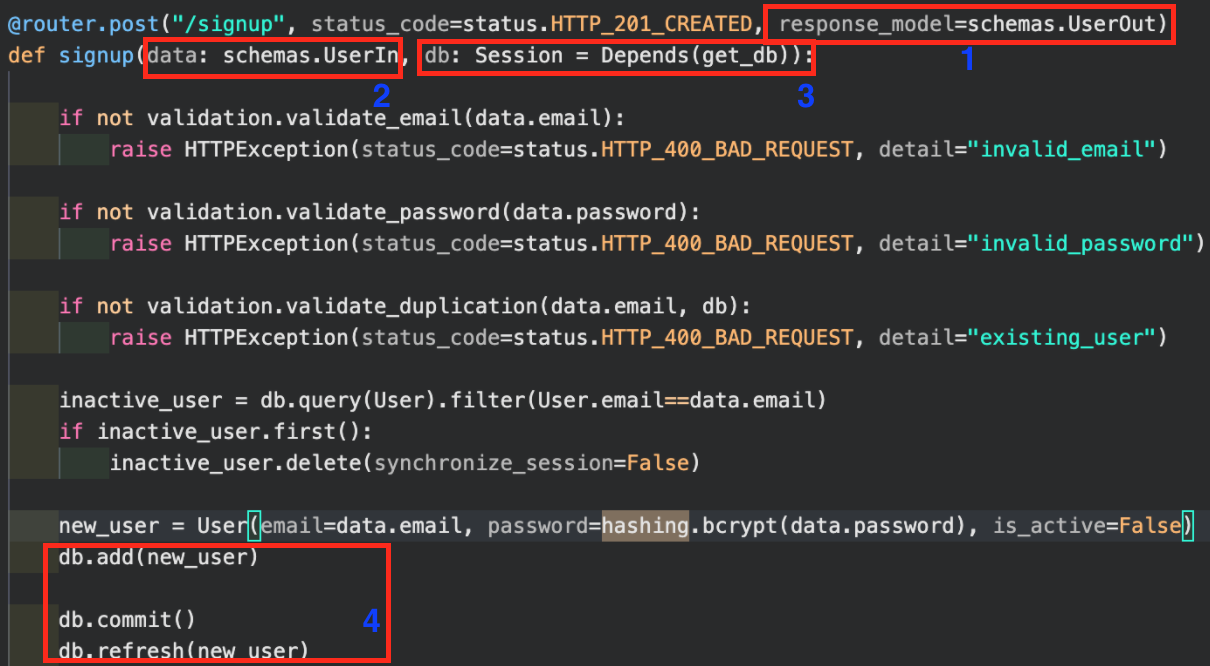 @router.post("/signup", status_code=status.HTTP_201_CREATED, response_model=schemas.UserOut)
def signup(data: schemas.UserIn, db: Session = Depends(get_db)):
1
2
3
if not validation.validate_email(data.email):
raise HTTPException(status_code=status.HTTP_400_BAD_REQUEST, detail="invalid_email")
if not validation.validate_password(data.password):
raise HTTPException(status_code=status.HTTP_400_BAD_REQUEST, detail="invalid_password")
if not validation.validate_duplication(data.email, db):
raise HTTPException(status_code=status.HTTP_400_BAD_REQUEST, detail="existing_user")
inactive_user = db.query(User).filter(User.email==data.email)
if inactive_user.first():
inactive_user.delete(synchronize_session=False)
new_user = User(email=data.email, password=hashing.bcrypt(data.password), is_active=False)
db.add(new_user)
db.commit()
4
db.refresh(new_user)